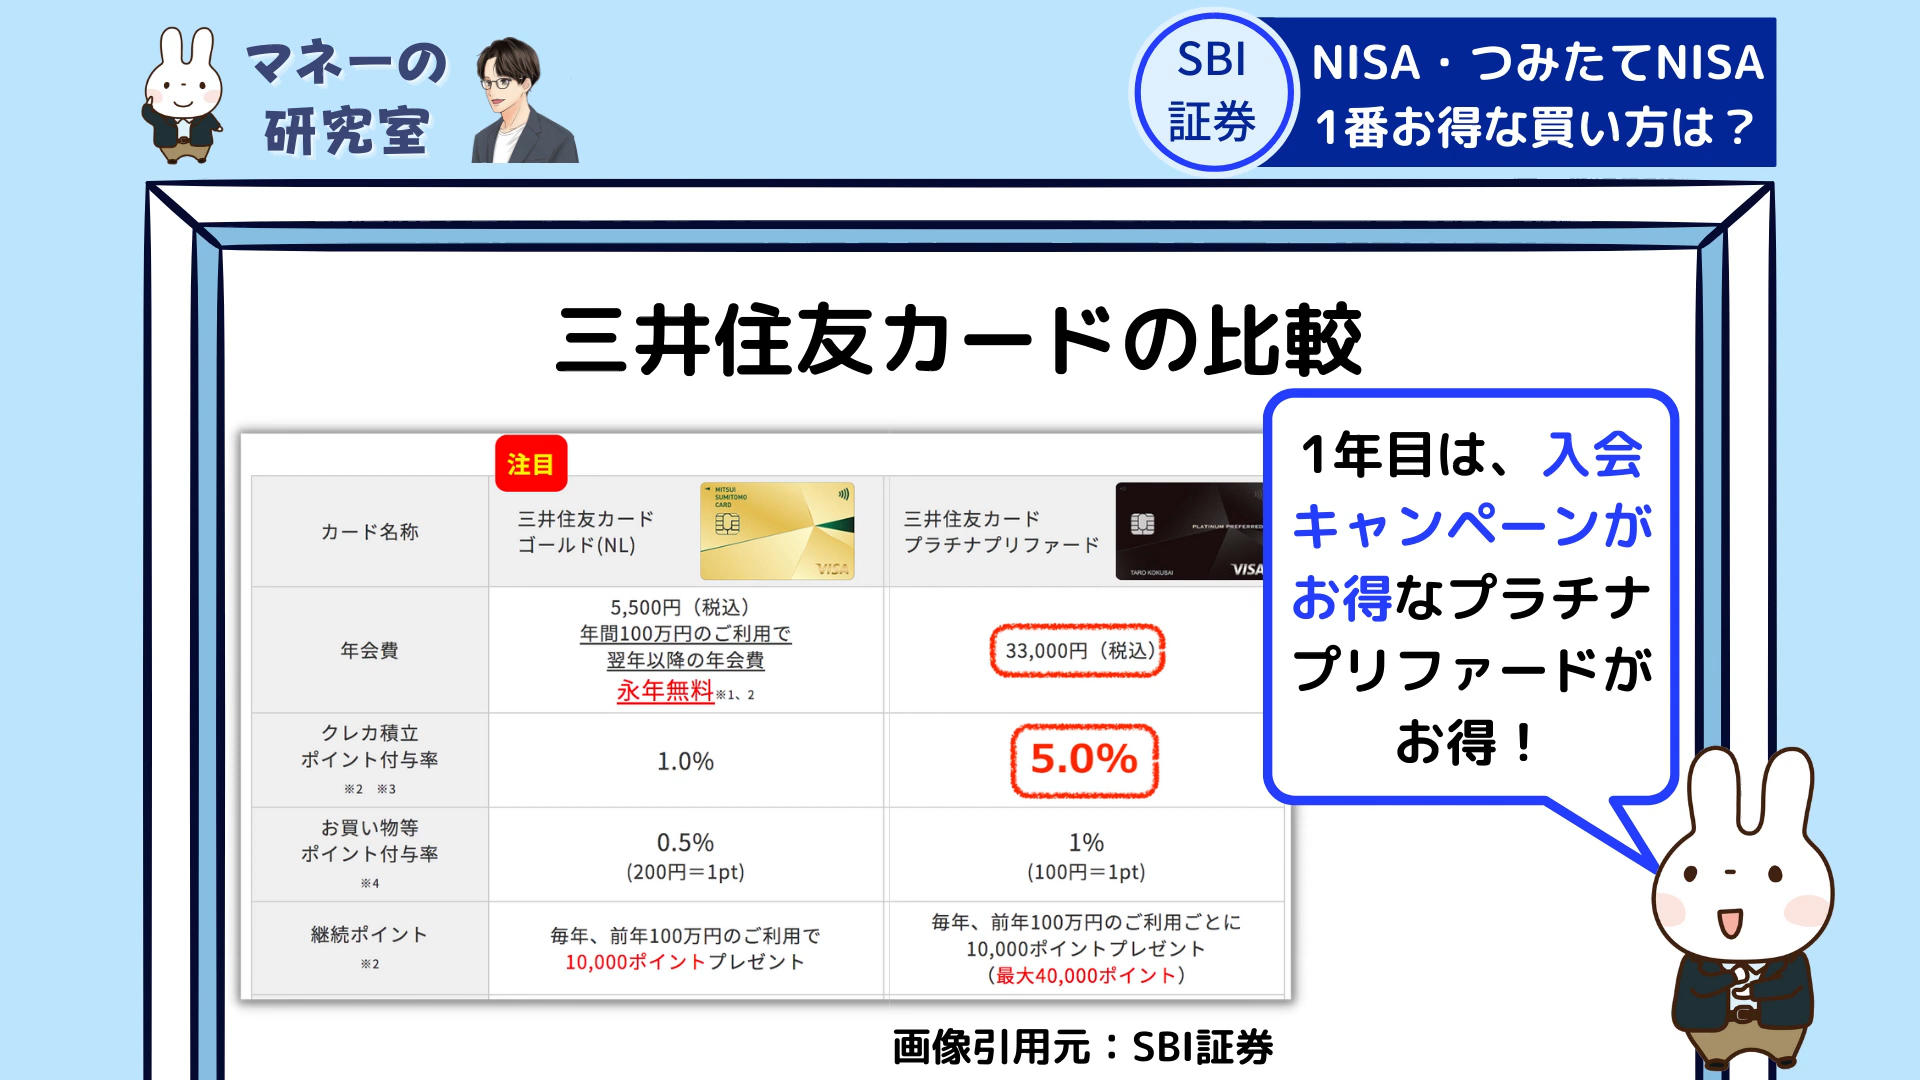 マネーの
研究室
SBI
証券
NISA・つみたてNISA
1番お得な買い方は？
三井住友カードの比較
注目
カード名称
三井住友カード
ゴールド(NL)
MITSUI
SUMITOMO
CARD
VISA
三井住友カード
プラチナプリファード
PLATINUM PREFERRED
TARO KOKUSAI
VISA
年会費
5,500円（税込）
年間100万円のご利用で
翌年以降の年会費
永年無料※1、2
33,000円（税込）
クレカ積立
ポイント付与率
※2　※3
1.0%
5.0%
お買い物等
ポイント付与率
※4
0.5%
(200円＝1pt)
1%
(100円＝1pt)
継続ポイント
※2
毎年、前年100万円のご利用で
10,000ポイントプレゼント
毎年、前年100万円のご利用ごとに
10,000ポイントプレゼント
（最大40,000ポイント）
1年目は、入会
キャンペーンが
お得なプラチナ
プリファードが
お得！
画像引用元：SBI証券